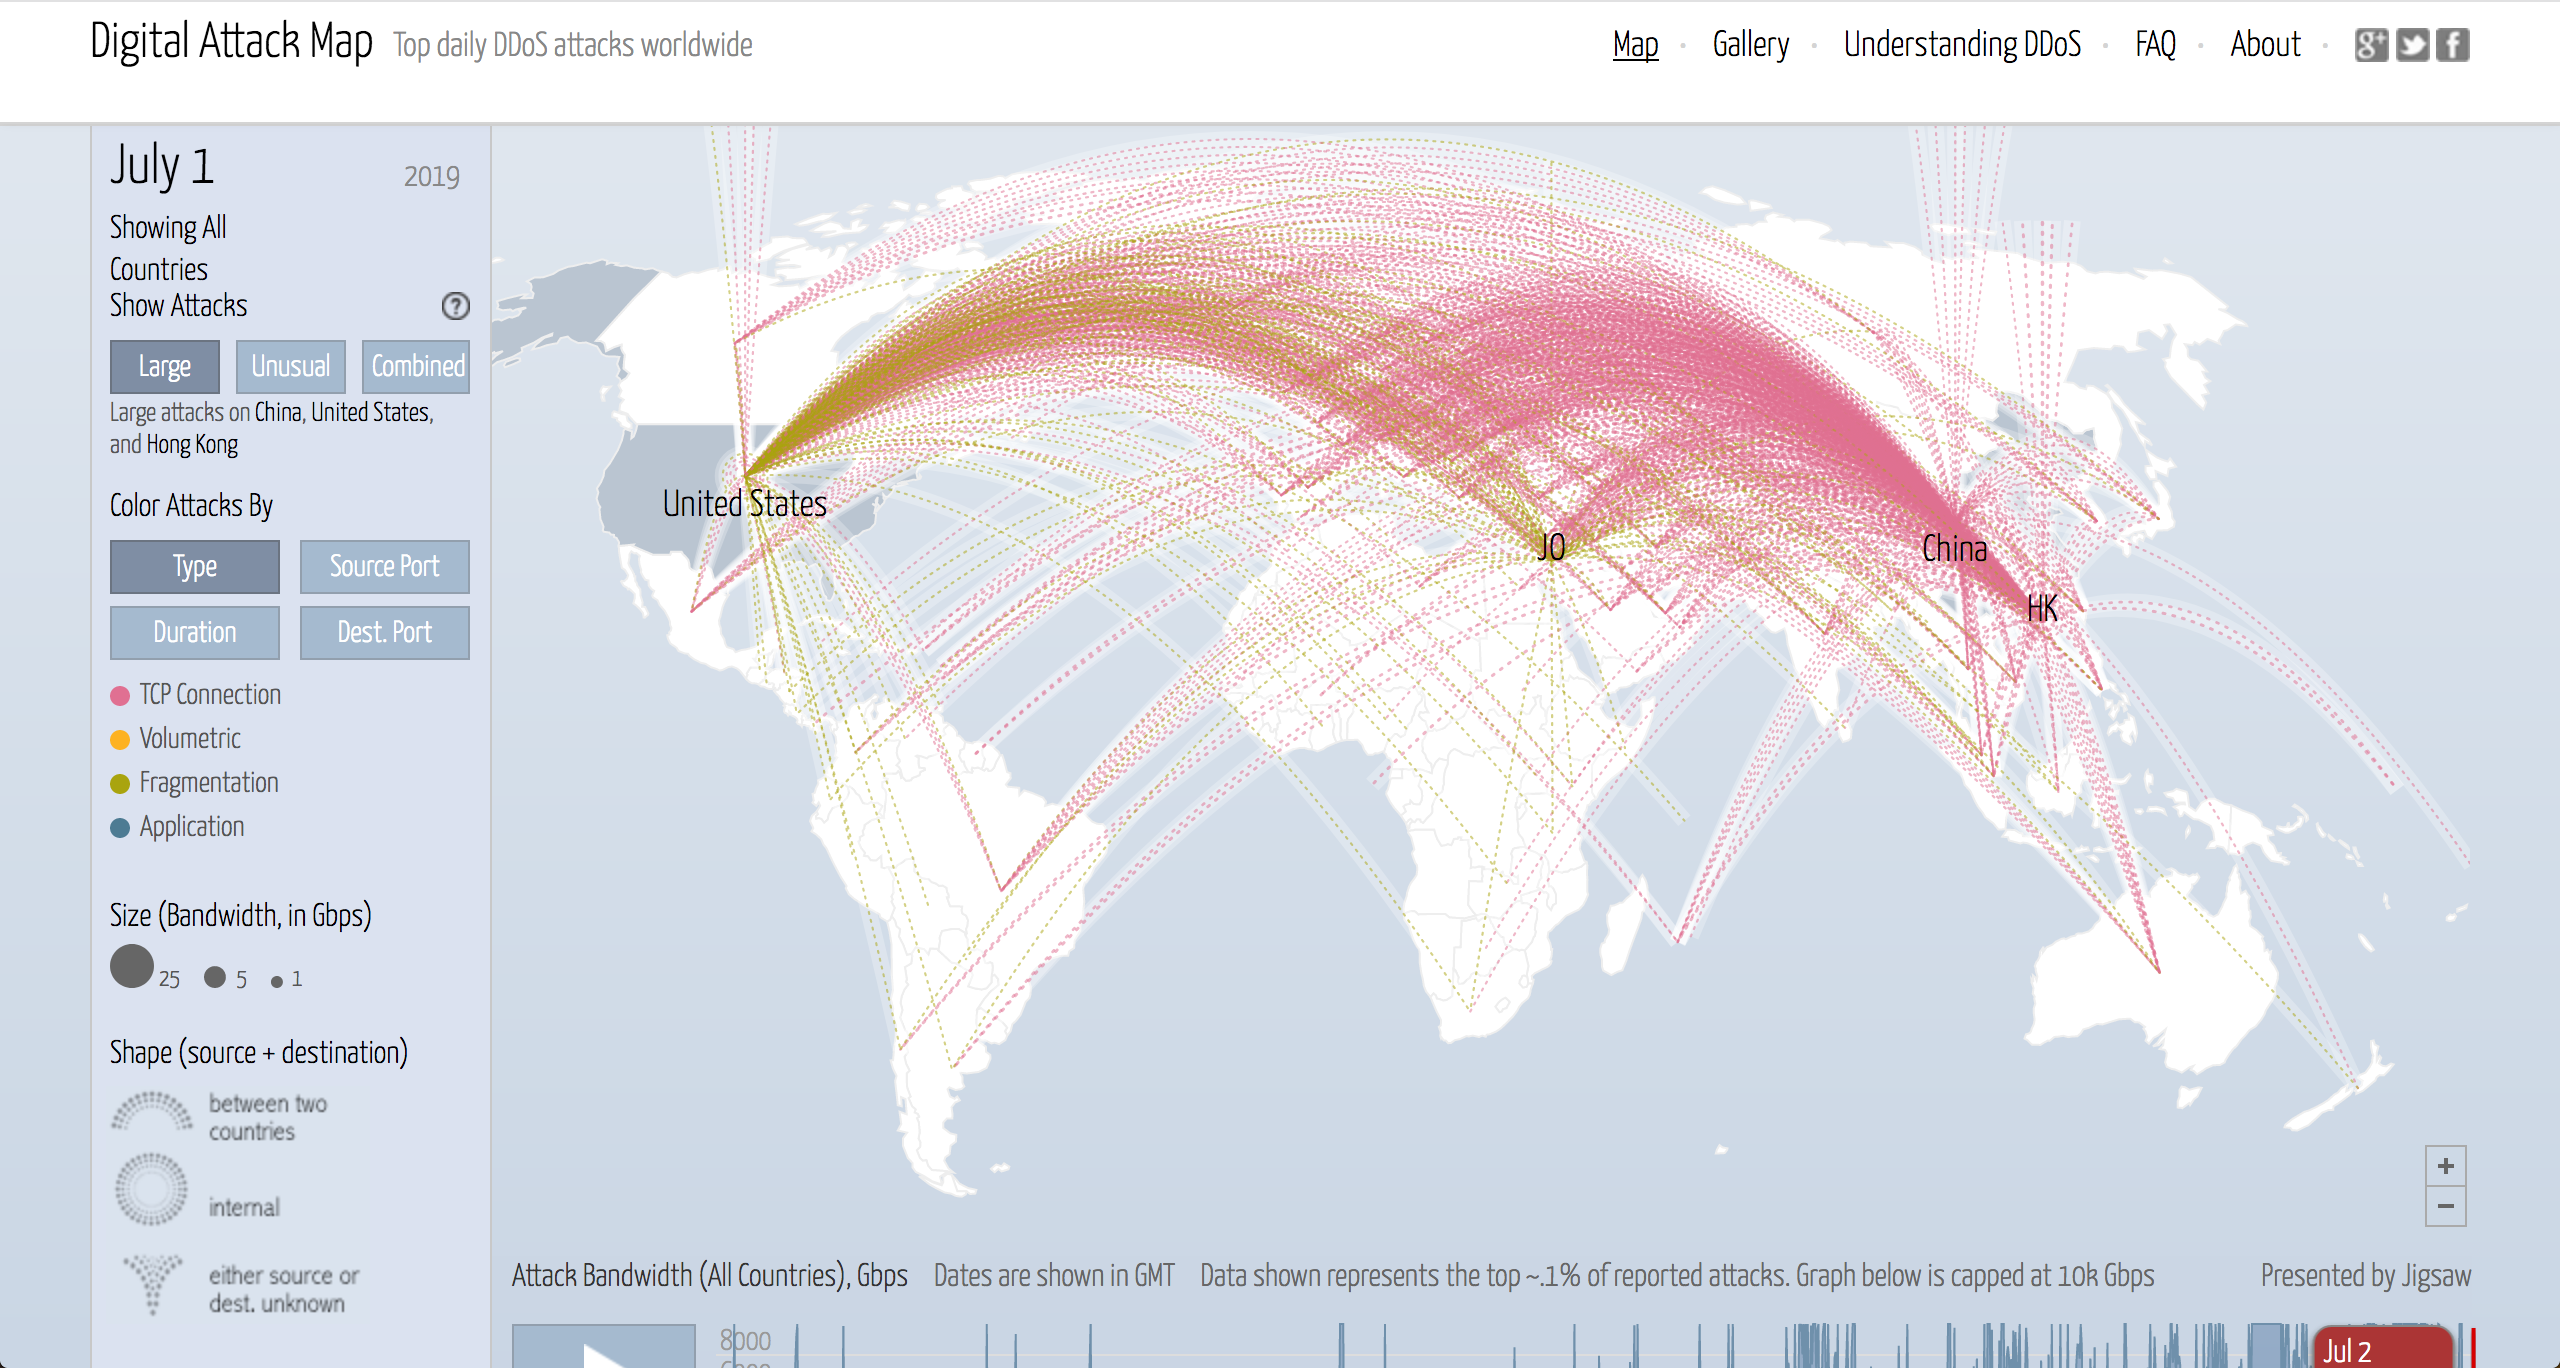 Digital Attack Map Top daily DDoS attacks worldwide
Map · Gallery · Understanding DDoS · FAQ · About ·
July 1 2019
Showing All
Countries
Show Attacks ?
Large Unusual Combined
Large attacks on China, United States,
and Hong Kong
Color Attacks By
Type Source Port
Duration Dest. Port
TCP Connection
Volumetric
Fragmentation
Application
Size (Bandwidth, in Gbps)
25 5 1
Shape (source + destination)
between two
countries
internal
either source or
dest. unknown
United States
JO
China
HK
+
−
Attack Bandwidth (All Countries), Gbps Dates are shown in GMT Data shown represents the top ~.1% of reported attacks. Graph below is capped at 10k Gbps Presented by Jigsaw
8000
Jul 2